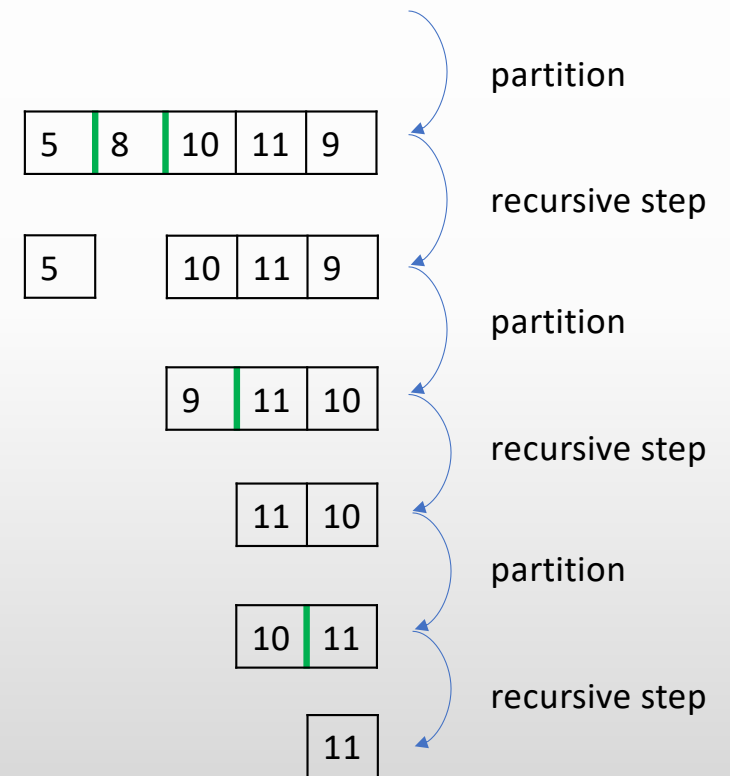 partition
5 8 10 11 9
recursive step
5 10 11 9
partition
9 11 10
recursive step
11 10
partition
10 11
recursive step
11